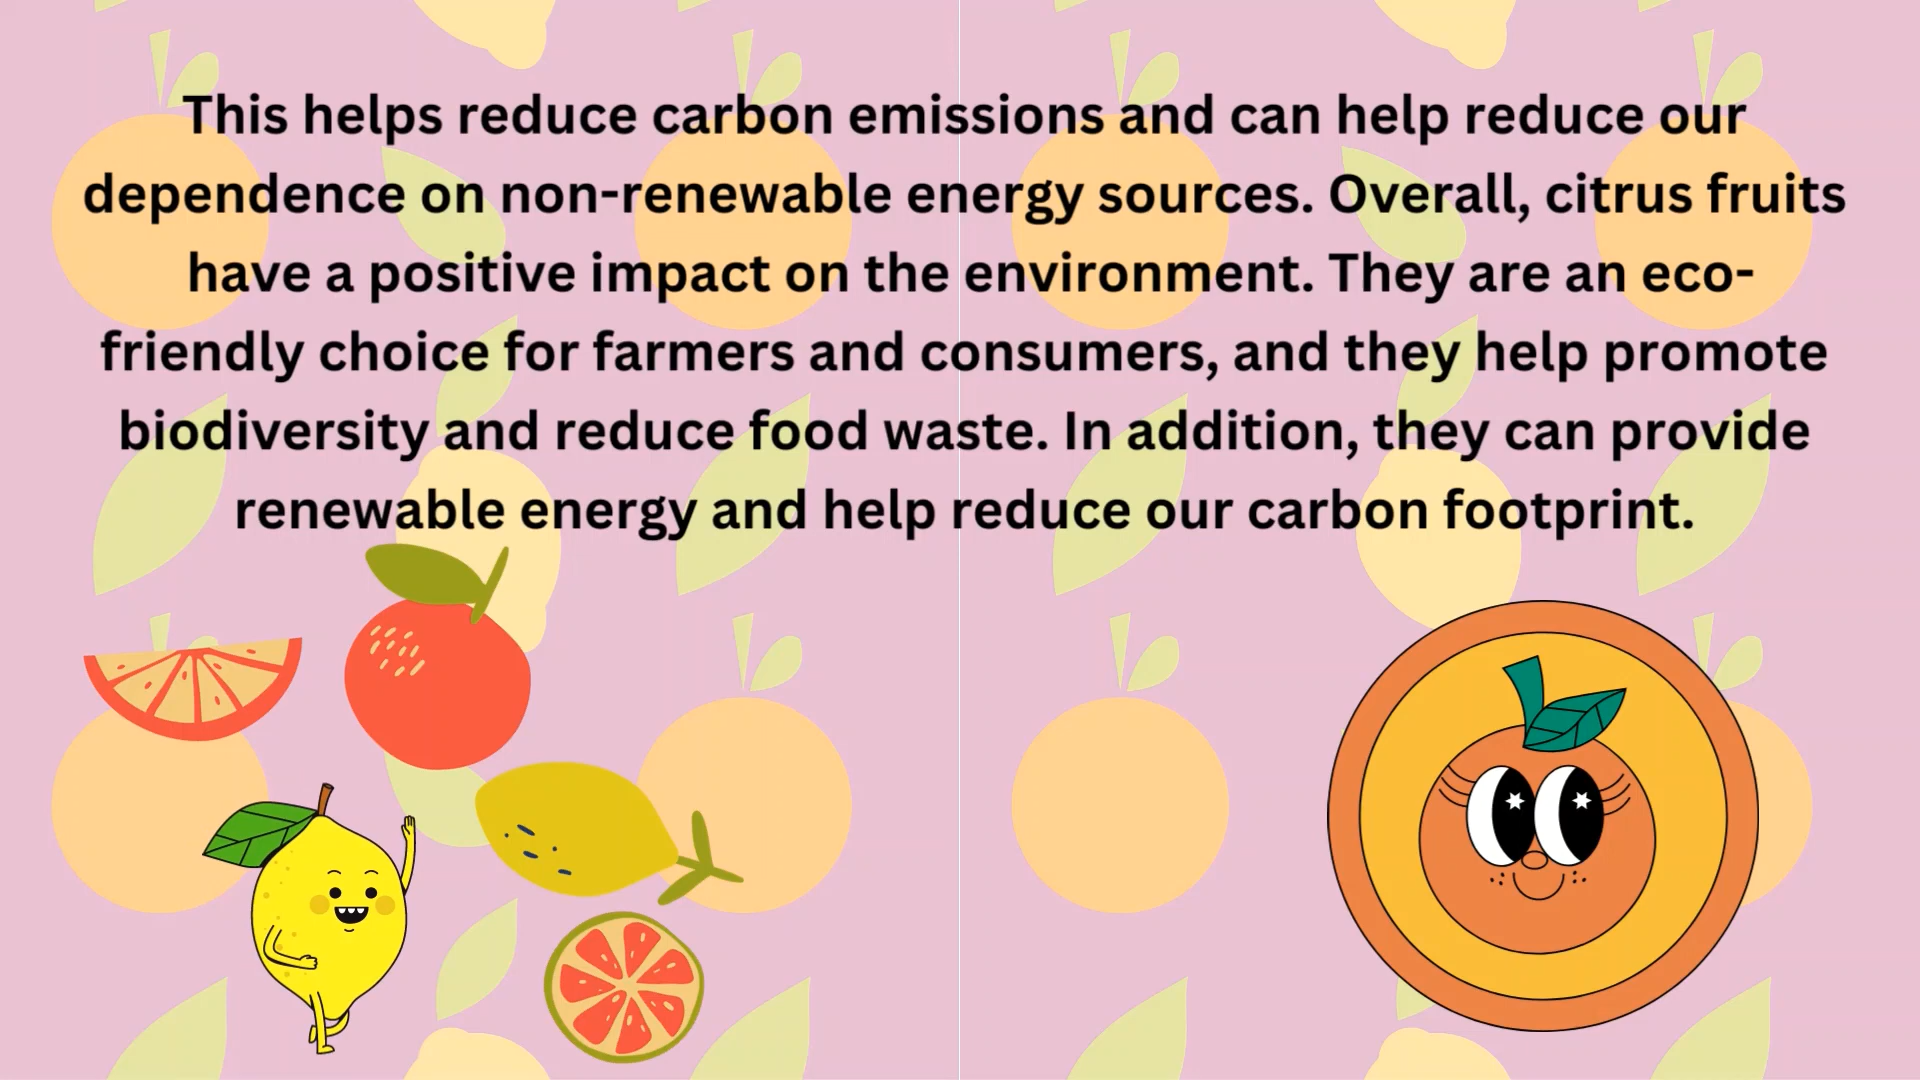 This helps reduce carbon emissions and can help reduce our
dependence on non-renewable energy sources. Overall, citrus fruits
have a positive impact on the environment. They are an eco-
friendly choice for farmers and consumers, and they help promote
biodiversity and reduce food waste. In addition, they can provide
renewable energy and help reduce our carbon footprint.